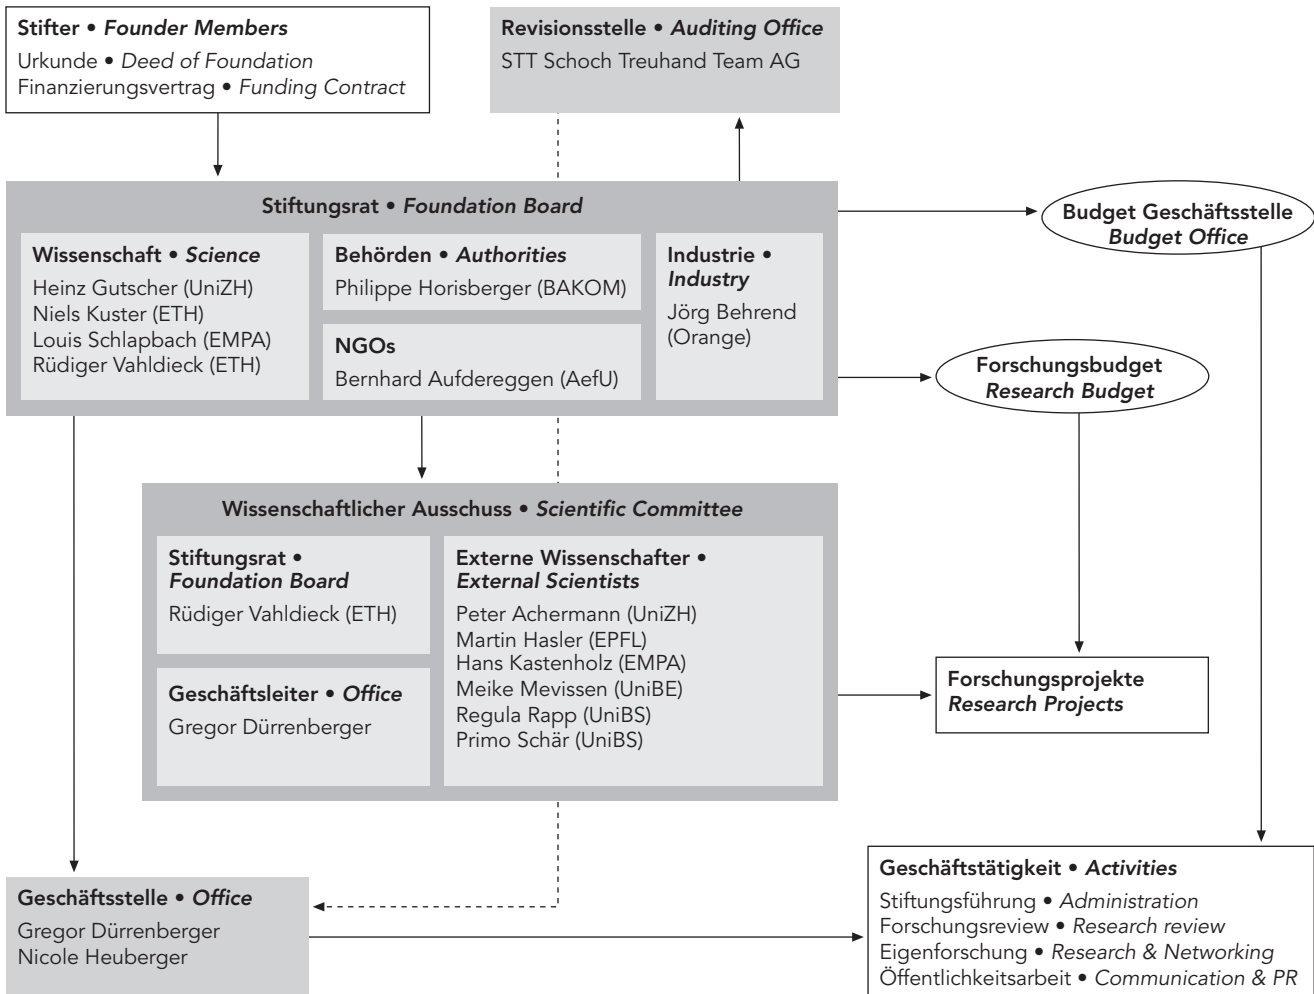 Stifter • Founder Members
Urkunde • Deed of Foundation
Finanzierungsvertrag • Funding Contract
Revisionsstelle • Auditing Office
STT Schoch Treuhand Team AG
Stiftungsrat • Foundation Board
Wissenschaft • Science
Heinz Gutscher (UniZH)
Niels Kuster (ETH)
Louis Schlapbach (EMPA)
Rüdiger Vahldieck (ETH)
Behörden • Authorities
Philippe Horisberger (BAKOM)
NGOs
Bernhard Aufdereggen (AefU)
Industrie •
Industry
Jörg Behrend
(Orange)
Budget Geschäftsstelle
Budget Office
Forschungsbudget
Research Budget
Wissenschaftlicher Ausschuss • Scientific Committee
Stiftungsrat •
Foundation Board
Rüdiger Vahldieck (ETH)
Geschäftsleiter • Office
Gregor Dürrenberger
Externe Wissenschafter •
External Scientists
Peter Achermann (UniZH)
Martin Hasler (EPFL)
Hans Kastenholz (EMPA)
Meike Mevissen (UniBE)
Regula Rapp (UniBS)
Primo Schär (UniBS)
Forschungsprojekte
Research Projects
Geschäftsstelle • Office
Gregor Dürrenberger
Nicole Heuberger
Geschäftstätigkeit • Activities
Stiftungsführung • Administration
Forschungsreview • Research review
Eigenforschung • Research & Networking
Öffentlichkeitsarbeit • Communication & PR